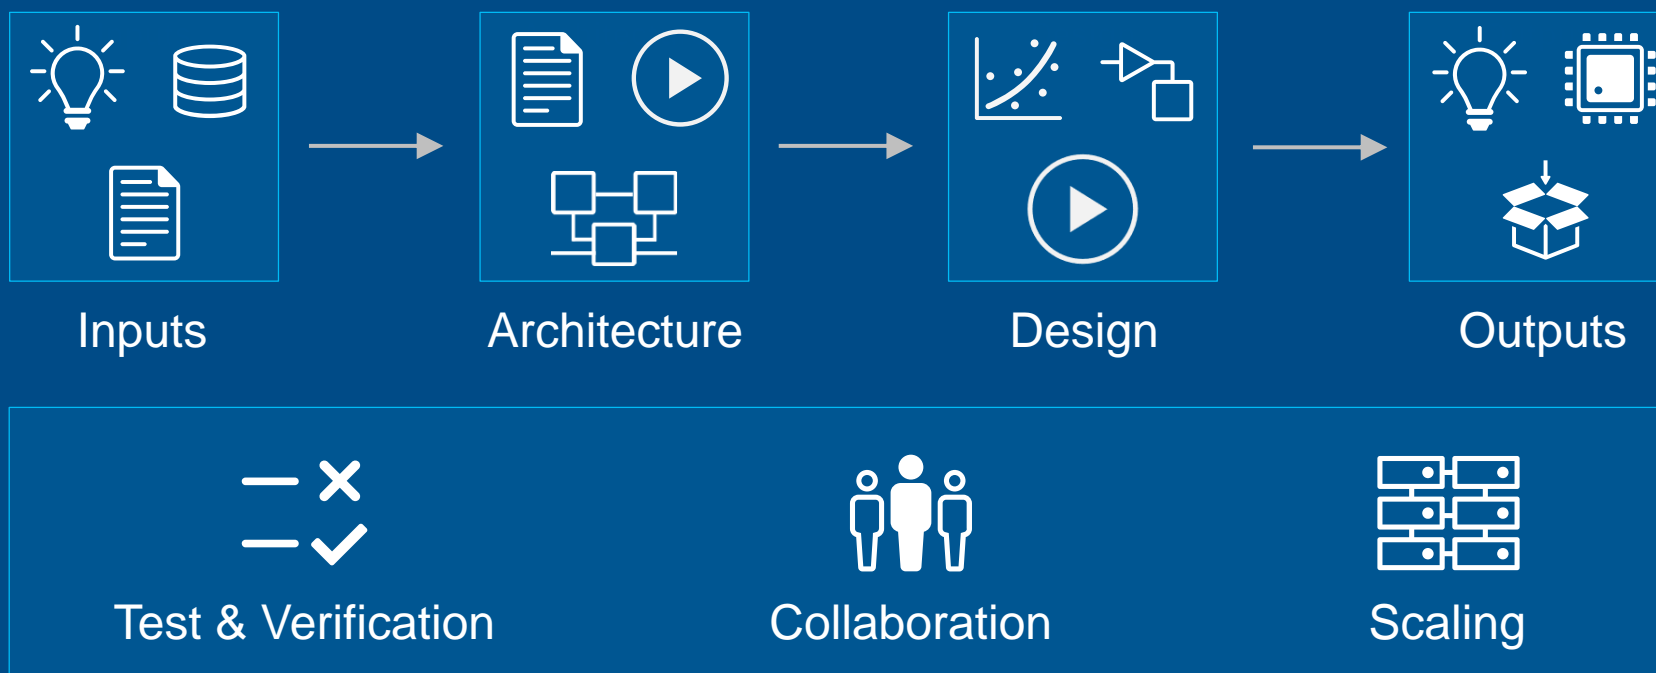 Inputs
Architecture
Design
Outputs
Test & Verification
Collaboration
Scaling